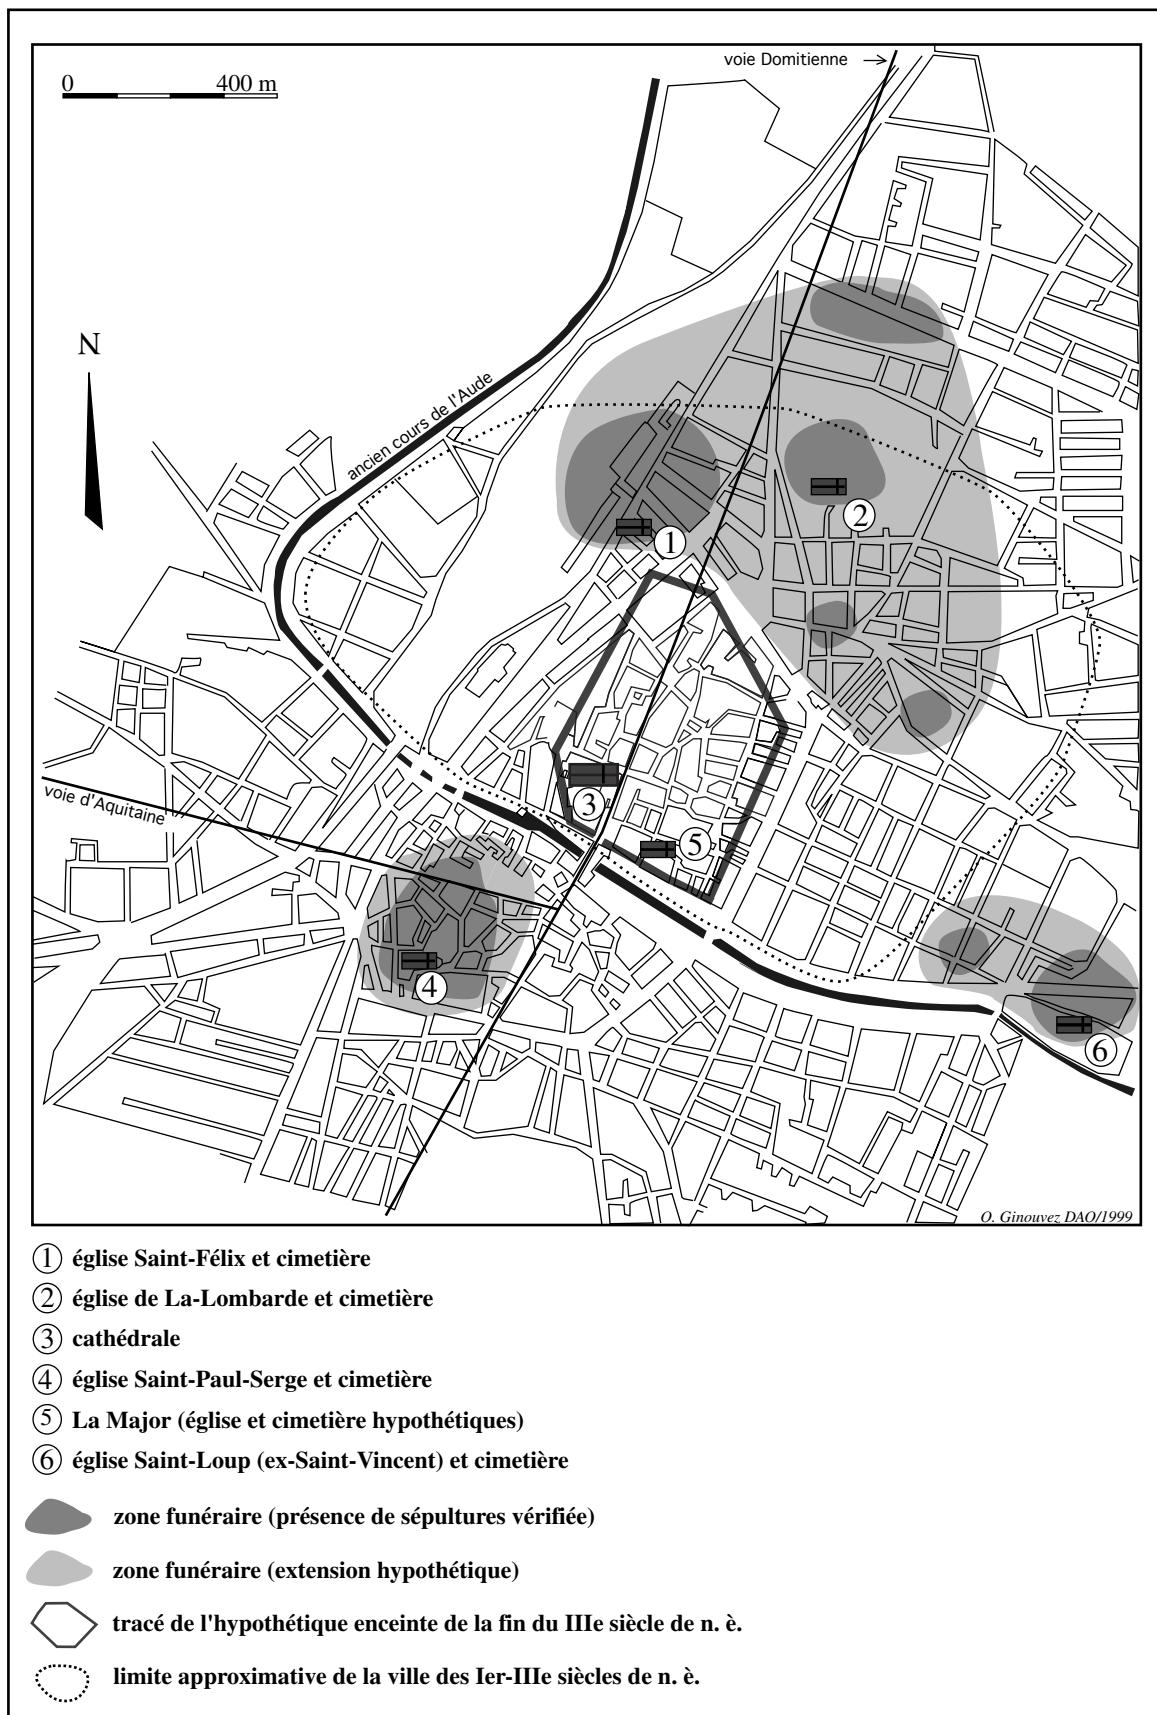 0 400 m
voie Domitienne
N
ancien cours de l'Aude
1
2
3
5
voie d'Aquitaine
4
6
O. Ginouvez DAO/1999
1 église Saint-Félix et cimetière
2 église de La-Lombarde et cimetière
3 cathédrale
4 église Saint-Paul-Serge et cimetière
5 La Major (église et cimetière hypothétiques)
6 église Saint-Loup (ex-Saint-Vincent) et cimetière
zone funéraire (présence de sépultures vérifiée)
zone funéraire (extension hypothétique)
tracé de l'hypothétique enceinte de la fin du IIIe siècle de n. è.
limite approximative de la ville des Ier-IIIe siècles de n. è.